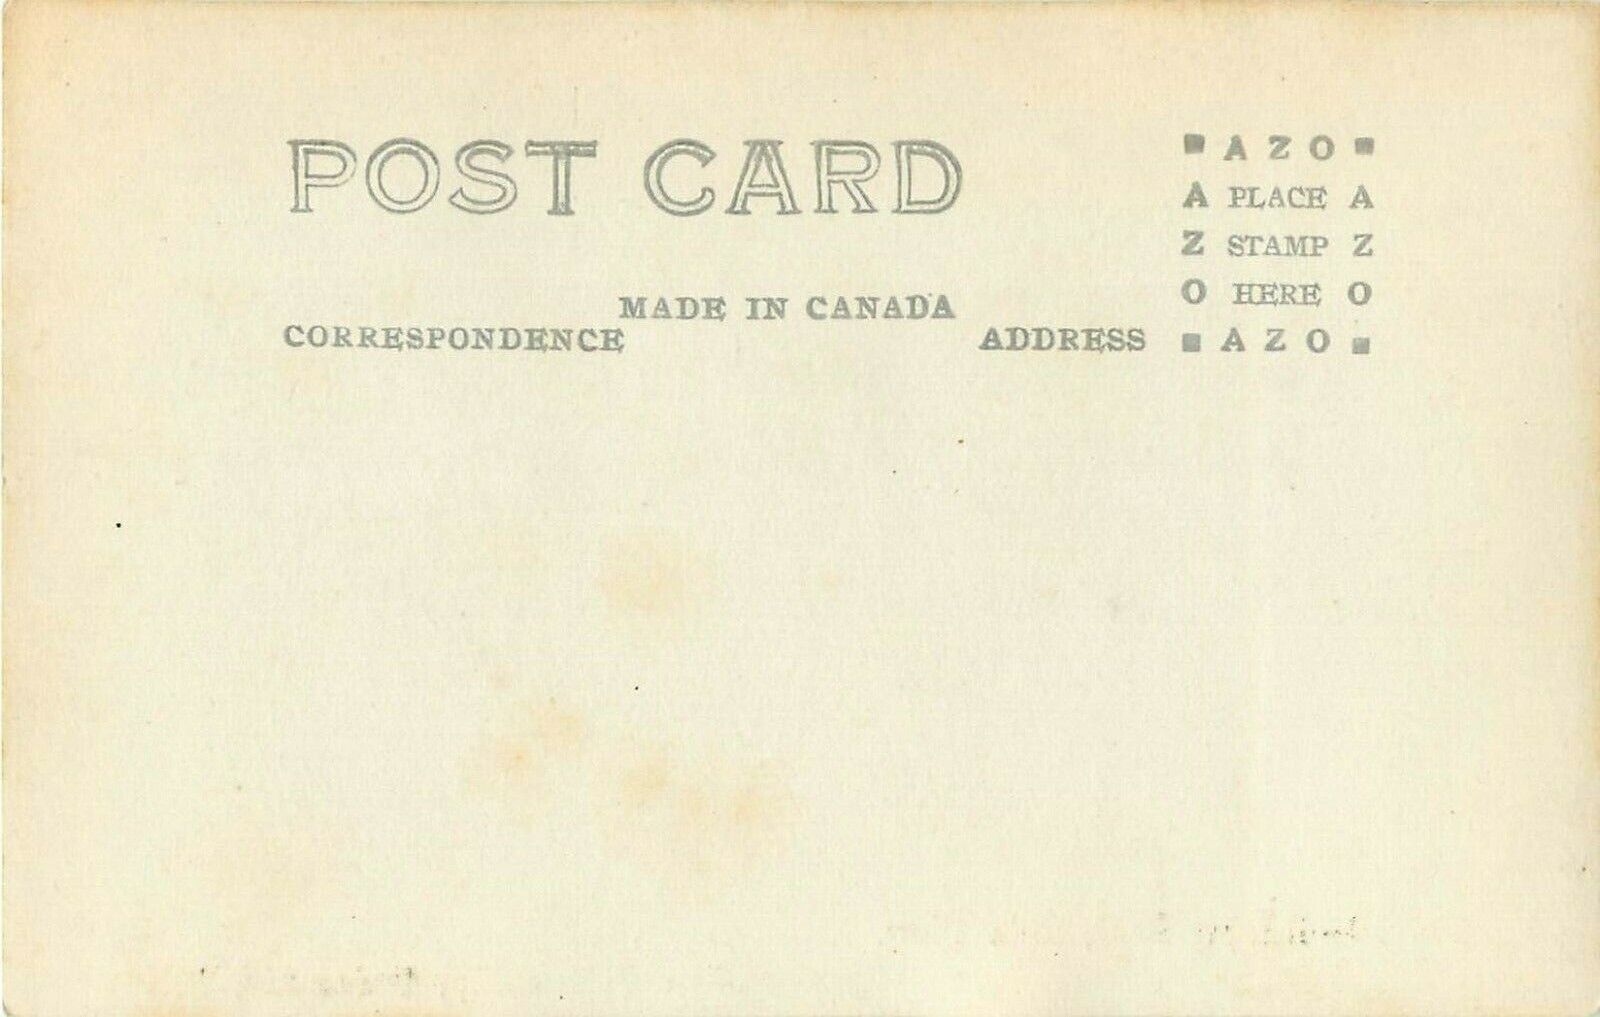 POST CARD
AZO
A PLACE A
Z STAMP Z
O HERE O
AZO
MADE IN CANADA
CORRESPONDENCE
ADDRESS